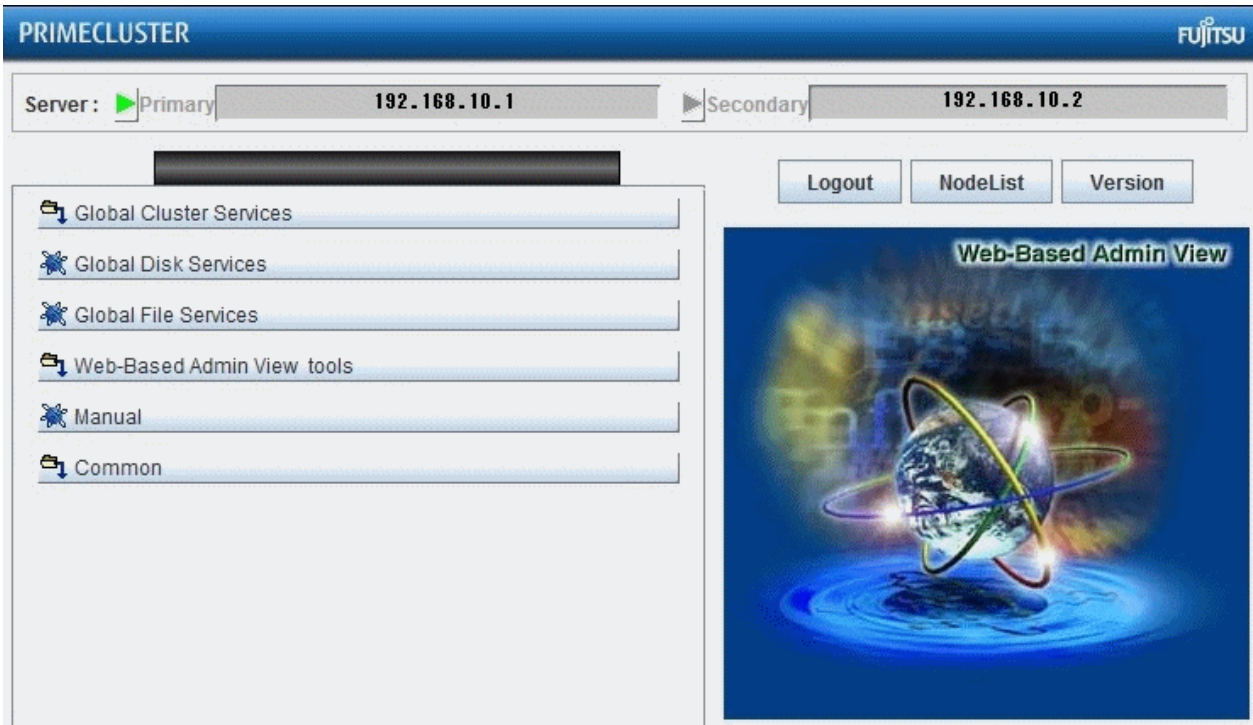 PRIMECLUSTER
FUJITSU
Server : Primary 192.168.10.1 Secondary 192.168.10.2
Logout NodeList Version
Global Cluster Services
Global Disk Services
Global File Services
Web-Based Admin View tools
Manual
Common
Web-Based Admin View